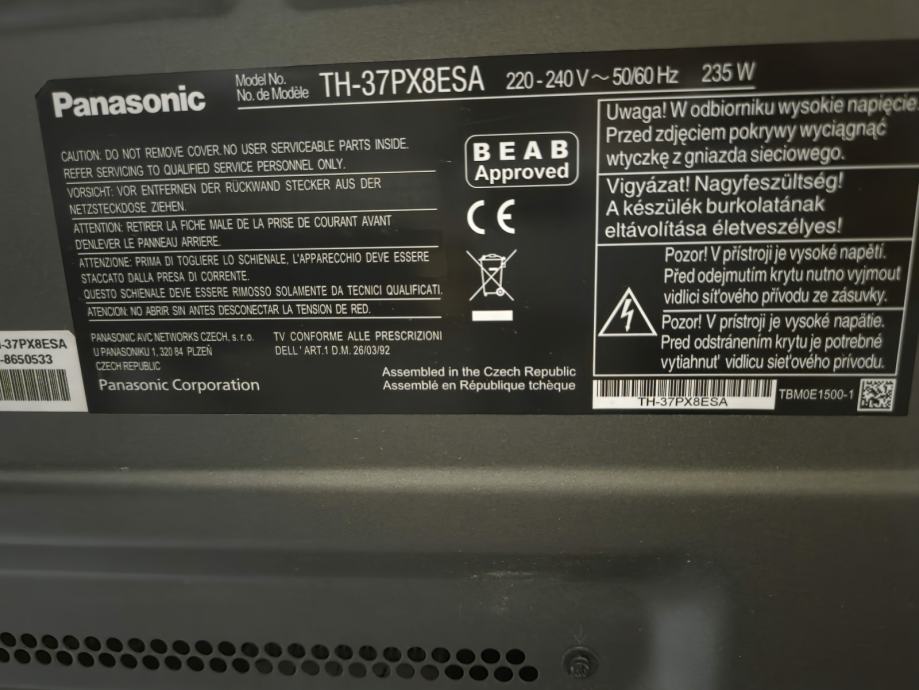 Panasonic
Model No.
No. de Modèle
TH-37PX8ESA
220-240 V ~ 50/60 Hz
235 W
CAUTION: DO NOT REMOVE COVER. NO USER SERVICEABLE PARTS INSIDE.
REFER SERVICING TO QUALIFIED SERVICE PERSONNEL ONLY.
VORSICHT: VOR ENTFERNEN DER RÜCKWAND STECKER AUS DER
NETZSTECKDOSE ZIEHEN.
ATTENTION: RETIRER LA FICHE MALE DE LA PRISE DE COURANT AVANT
D'ENLEVER LE PANNEAU ARRIERE.
ATTENZIONE: PRIMA DI TOGLIERE LO SCHIENALE, L'APPARECCHIO DEVE ESSERE
STACCATO DALLA PRESA DI CORRENTE.
QUESTO SCHIENALE DEVE ESSERE RIMOSSO SOLAMENTE DA TECNICI QUALIFICATI.
ATENCION: NO ABRIR SIN ANTES DESCONECTAR LA TENSION DE RED.
PANASONIC AVC NETWORKS CZECH, s. r. o.
U PANASONIKU 1, 320 84 PLZEŇ
CZECH REPUBLIC
Panasonic Corporation
TV CONFORME ALLE PRESCRIZIONI
DELL' ART.1 D.M. 26/03/92
BEAB
Approved
CE
Assembled in the Czech Republic
Assemblé en République tchèque
Uwaga! W odbiorniku wysokie napięcie
Przed zdjęciem pokrywy wyciągnąć
wtyczkę z gniazda sieciowego.
Vigyázat! Nagyfeszültség!
A készülék burkolatának
eltávolítása életveszélyes!
Pozor! V přístroji je vysoké napětí.
Před odejmutím krytu nutno vyjmout
vidlici síťového přívodu ze zásuvky.
Pozor! V prístroji je vysoké napätie.
Pred odstránením krytu je potrebné
vytiahnuť vidlicu sieťového prívodu.
TH-37PX8ESA
TBM0E1500-1
-37PX8ESA
-8650533